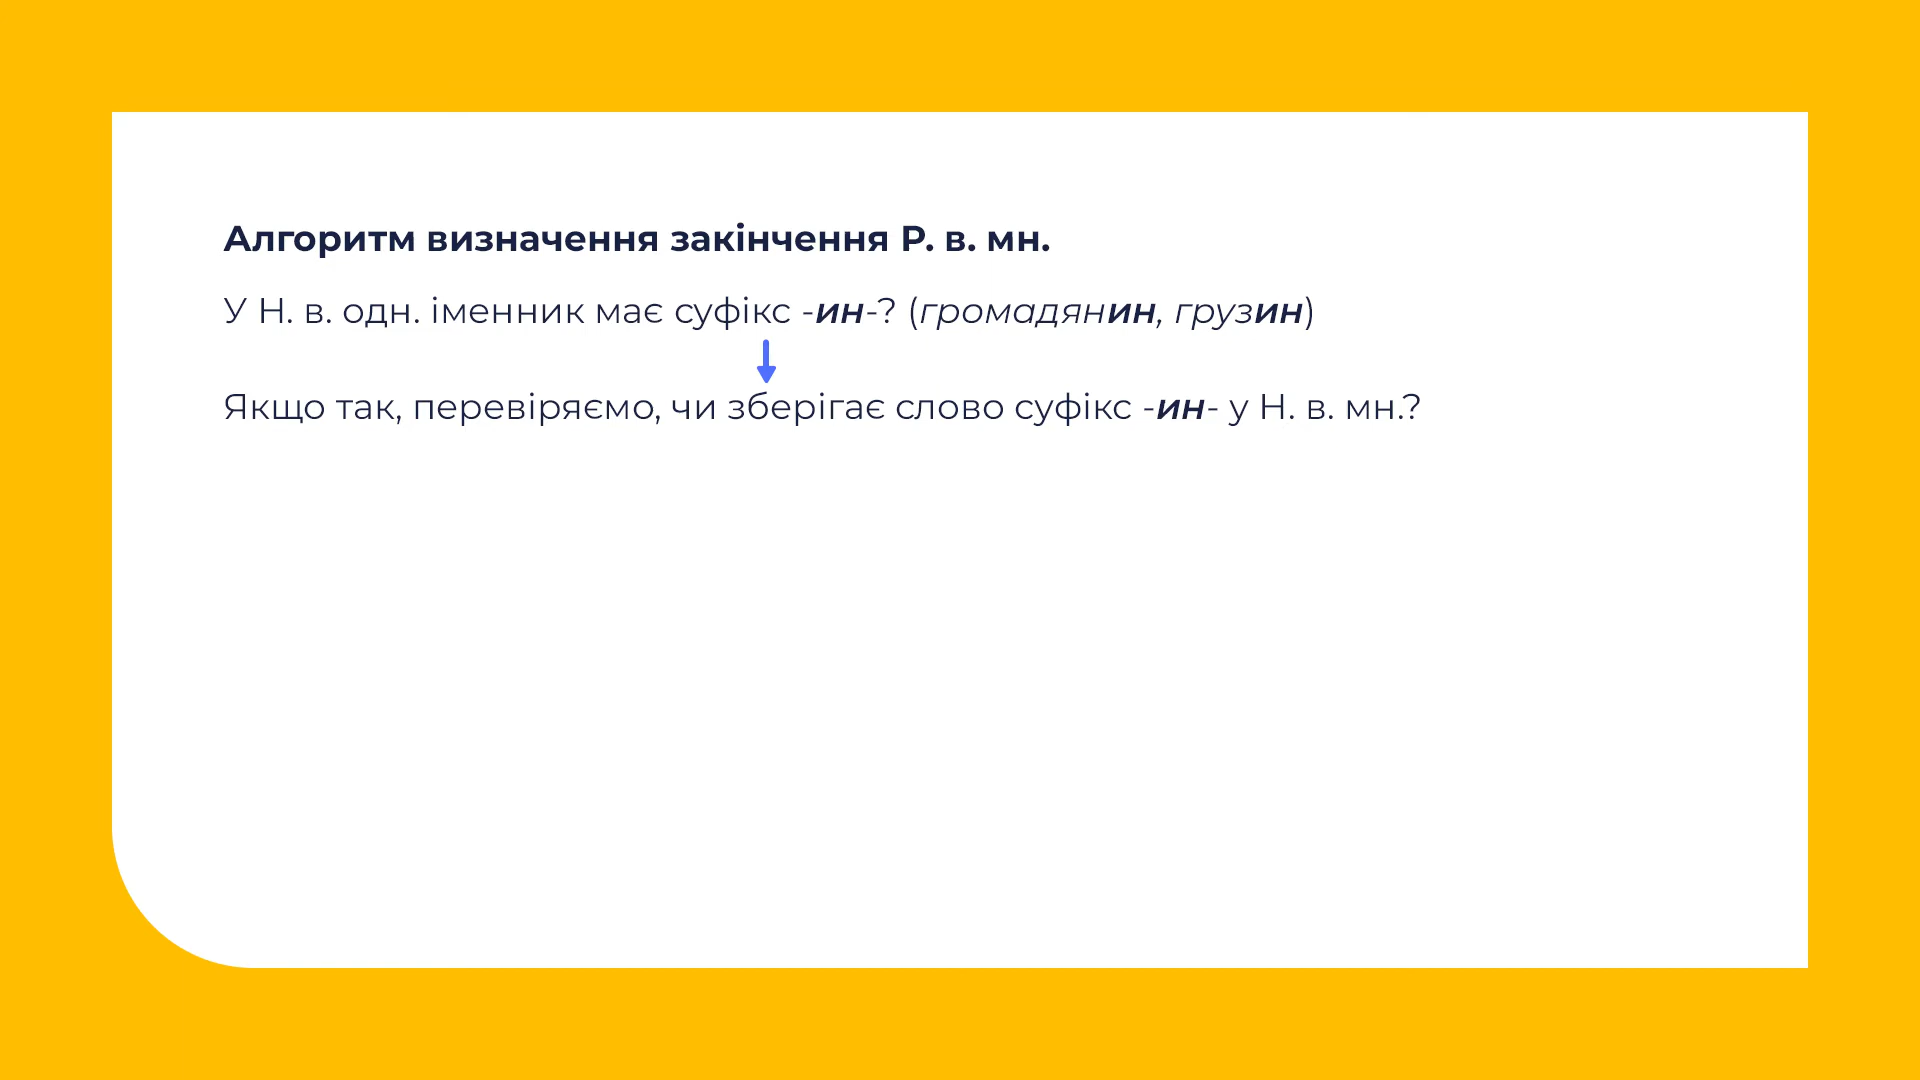 Алгоритм визначення закінчення Р. в. мн.
У Н. в. одн. іменник має суфікс -ин-? (громадянин, грузин)
Якщо так, перевіряємо, чи зберігає слово суфікс -ин- у Н. в. мн.?